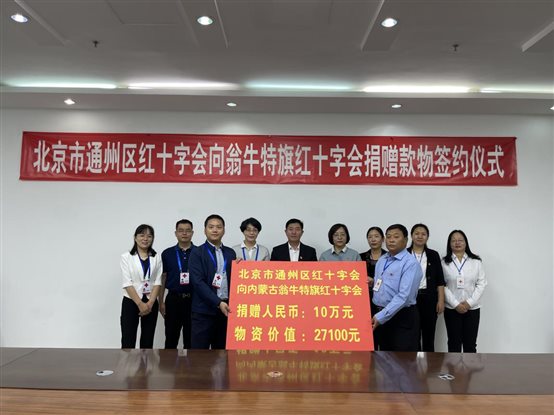 北京市通州区红十字会向翁牛特旗红十字会捐赠款物签约仪式
北京市通州区红十字会
向内蒙古翁牛特旗红十字会
捐赠人民币：10万元
物资价值：27100元